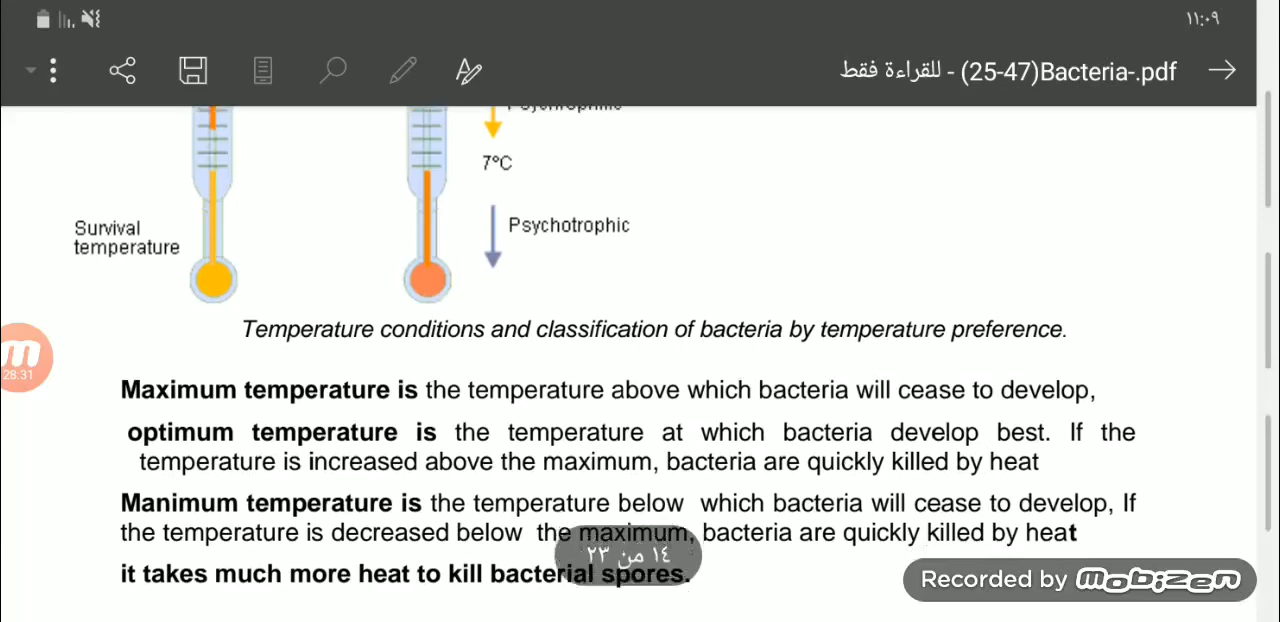 ١١:٠٩
(25-47)Bacteria-.pdf - للقراءة فقط
7°C
Survival
temperature
Psychotrophic
Temperature conditions and classification of bacteria by temperature preference.
m
28:31
Maximum temperature is the temperature above which bacteria will cease to develop,
optimum temperature is the temperature at which bacteria develop best. If the
temperature is increased above the maximum, bacteria are quickly killed by heat
Manimum temperature is the temperature below which bacteria will cease to develop, If
the temperature is decreased below the maximum, bacteria are quickly killed by heat
١٤ من ٢٣
it takes much more heat to kill bacterial spores.
Recorded by mobizen